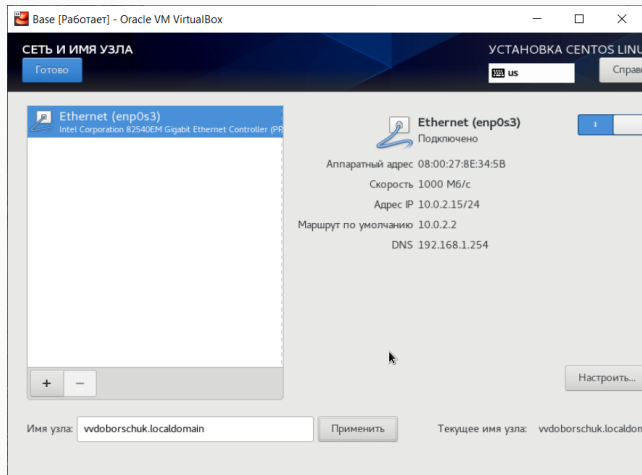 Base [Работает] - Oracle VM VirtualBox
СЕТЬ И ИМЯ УЗЛА
УСТАНОВКА CENTOS LINU
Готово
us
Справк
Ethernet (enp0s3)
Intel Corporation 82540EM Gigabit Ethernet Controller (PR
Ethernet (enp0s3)
Подключено
Аппаратный адрес 08:00:27:8E:34:5B
Скорость 1000 Мб/с
Адрес IP 10.0.2.15/24
Маршрут по умолчанию 10.0.2.2
DNS 192.168.1.254
+ −
Настроить...
Имя узла: vvdoborschuk.localdomain Применить Текущее имя узла: vvdoborschuk.localdon